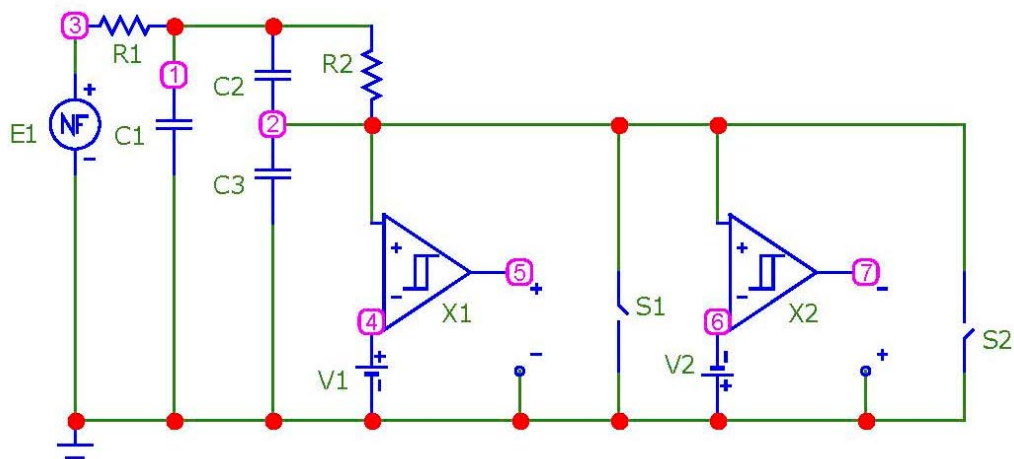 3
R1
R2
1
C2
E1
+
NF
-
C1
2
C3
+
-
5
+
7
-
X1
S1
X2
S2
4
6
+
-
V1
-
+
V2
-
+
+
-